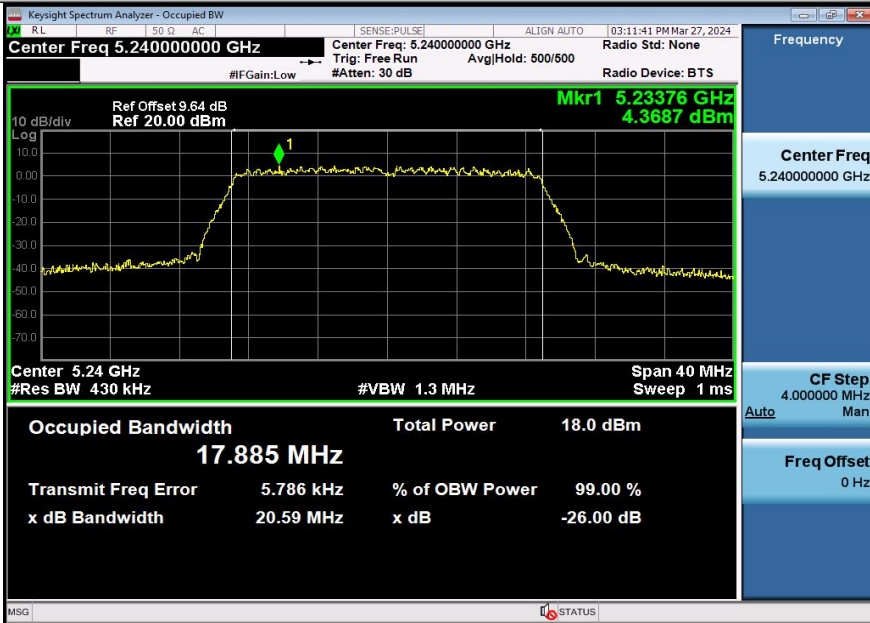 Keysight Spectrum Analyzer - Occupied BW
LXI RL RF 50 Ω AC SENSE:PULSE ALIGN AUTO 03:11:41 PM Mar 27, 2024
Center Freq 5.240000000 GHz
Center Freq: 5.240000000 GHz
Radio Std: None
Trig: Free Run Avg|Hold: 500/500
#IFGain:Low
#Atten: 30 dB
Radio Device: BTS
Ref Offset 9.64 dB
Mkr1 5.23376 GHz
10 dB/div
Ref 20.00 dBm
4.3687 dBm
Log
1
10.0
0.00
-10.0
-20.0
-30.0
-40.0
-50.0
-60.0
-70.0
Center 5.24 GHz
Span 40 MHz
#Res BW 430 kHz
#VBW 1.3 MHz
Sweep 1 ms
Occupied Bandwidth
17.885 MHz
Total Power 18.0 dBm
Transmit Freq Error 5.786 kHz
% of OBW Power 99.00 %
x dB Bandwidth 20.59 MHz
x dB -26.00 dB
Frequency
Center Freq
5.240000000 GHz
CF Step
4.000000 MHz
Auto Man
Freq Offset
0 Hz
MSG
STATUS